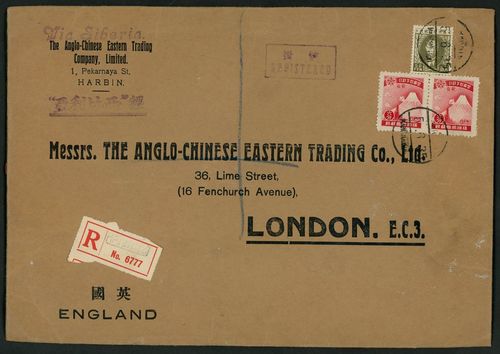 Via Siberia.
The Anglo-Chinese Eastern Trading
Company, Limited.
1, Pekarnaya St.
HARBIN.
REGISTERED
Messrs. THE ANGLO-CHINESE EASTERN TRADING Co., Ltd.
36, Lime Street,
(16 Fenchurch Avenue),
LONDON. E.C.3.
R
No. 6777
國英
ENGLAND